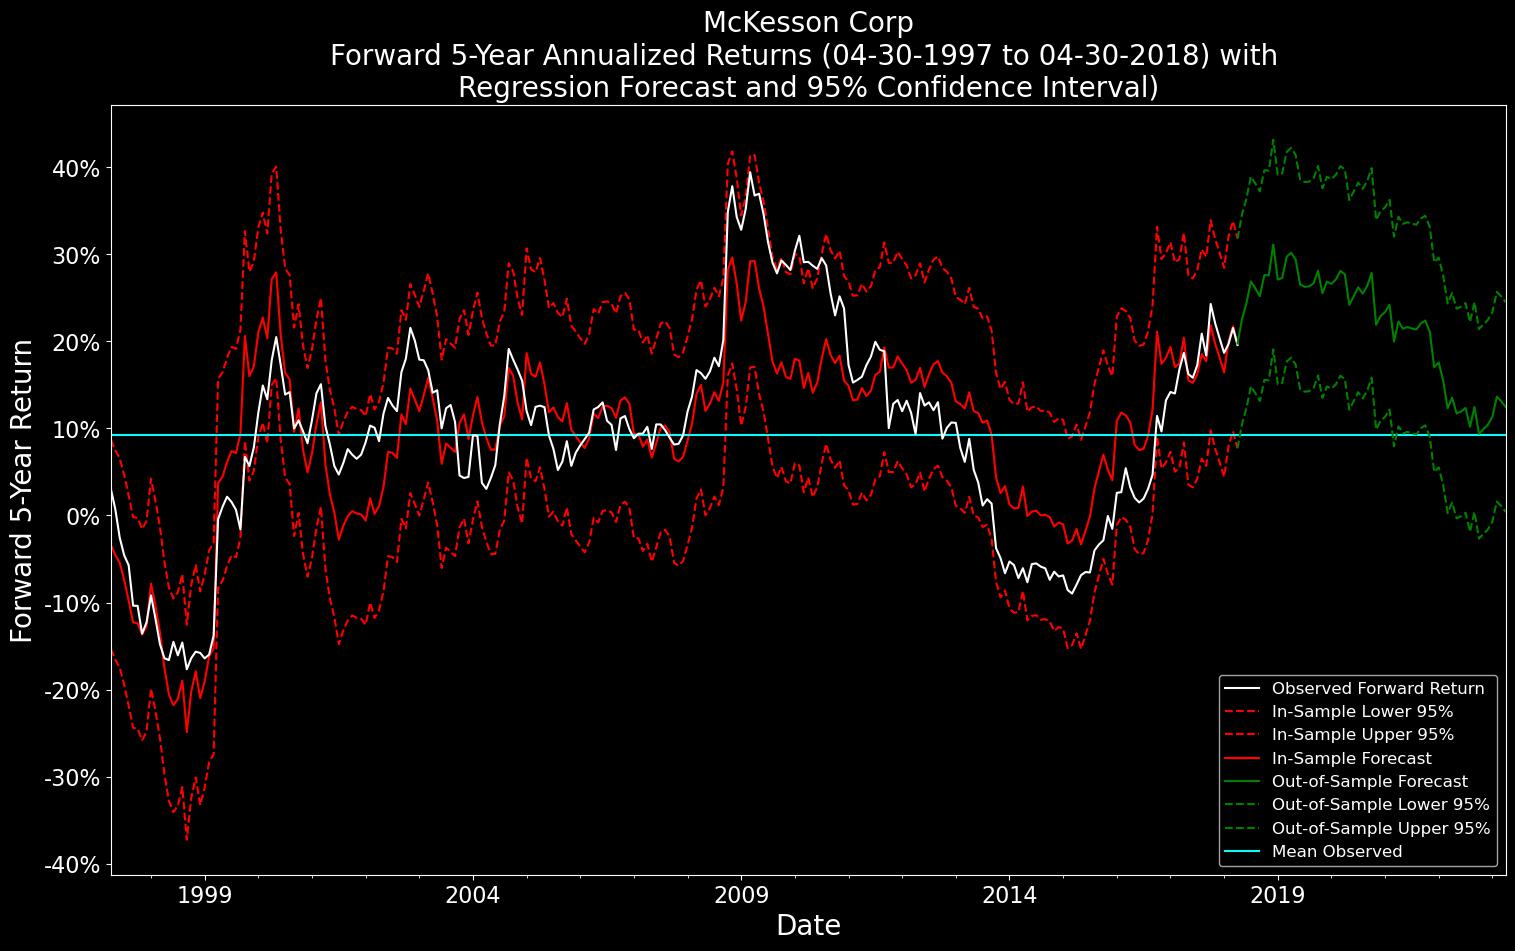 McKesson Corp
Forward 5-Year Annualized Returns (04-30-1997 to 04-30-2018) with
Regression Forecast and 95% Confidence Interval)
Forward 5-Year Return
40%
30%
20%
10%
0%
-10%
-20%
-30%
-40%
Observed Forward Return
In-Sample Lower 95%
In-Sample Upper 95%
In-Sample Forecast
Out-of-Sample Forecast
Out-of-Sample Lower 95%
Out-of-Sample Upper 95%
Mean Observed
1999 2004 2009 2014 2019
Date